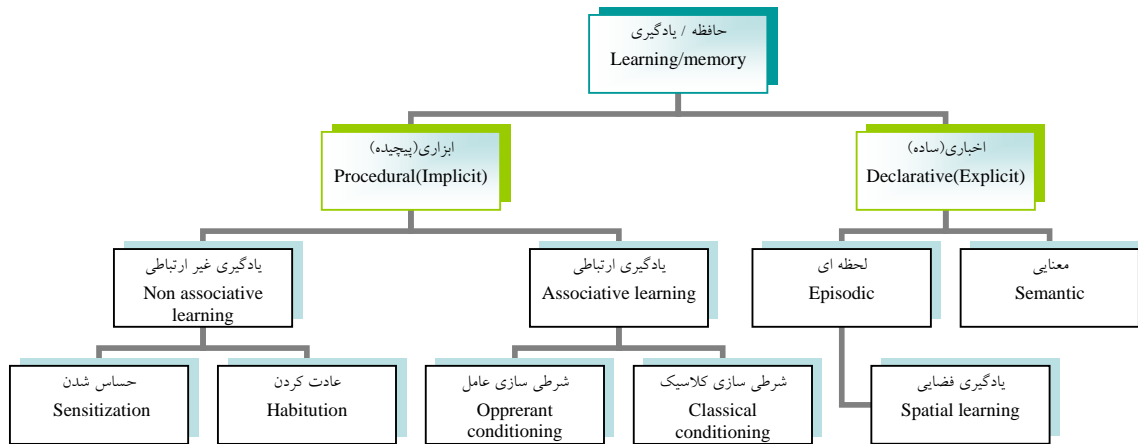 حافظه / یادگیری
Learning/memory
ابزاری(پیچیده)
Procedural(Implicit)
اخباری(ساده)
Declarative(Explicit)
یادگیری غیر ارتباطی
Non associative
learning
یادگیری ارتباطی
Associative learning
لحظه ای
Episodic
معنایی
Semantic
حساس شدن
Sensitization
عادت کردن
Habitution
شرطی سازی عامل
Opprerant
conditioning
شرطی سازی کلاسیک
Classical
conditioning
یادگیری فضایی
Spatial learning